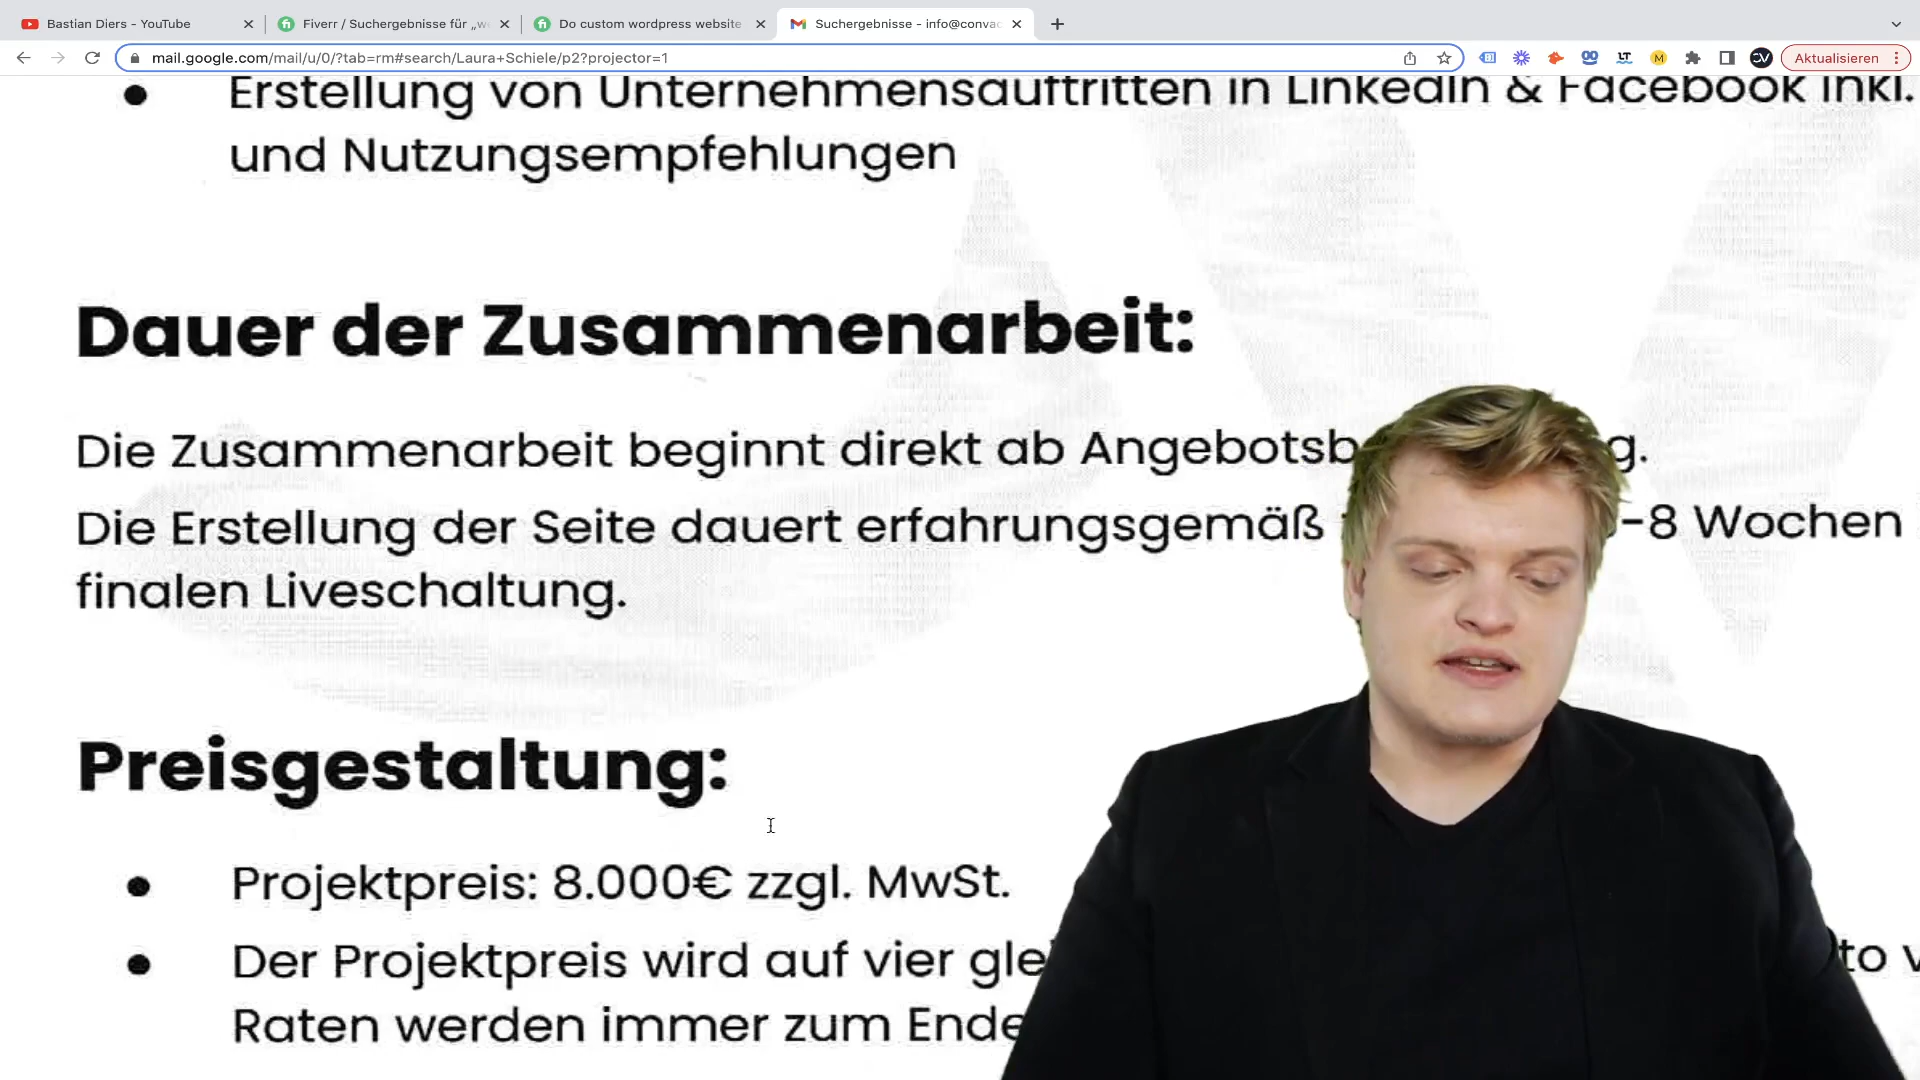 Bastian Diers - YouTube
Fiverr / Suchergebnisse für „we
Do custom wordpress website
Suchergebnisse - info@convac
mail.google.com/mail/u/0/?tab=rm#search/Laura+Schiele/p2?projector=1
Aktualisieren
Erstellung von Unternehmensauftritten in LinkedIn & Facebook inkl.
und Nutzungsempfehlungen
Dauer der Zusammenarbeit:
Die Zusammenarbeit beginnt direkt ab
Die Erstellung der Seite dauert erfahrungsgemäß -8 Wochen
finalen Liveschaltung.
Preisgestaltung:
Projektpreis: 8.000€ zzgl. MwSt.
Der Projektpreis wird auf vier
Raten werden immer zum Ende